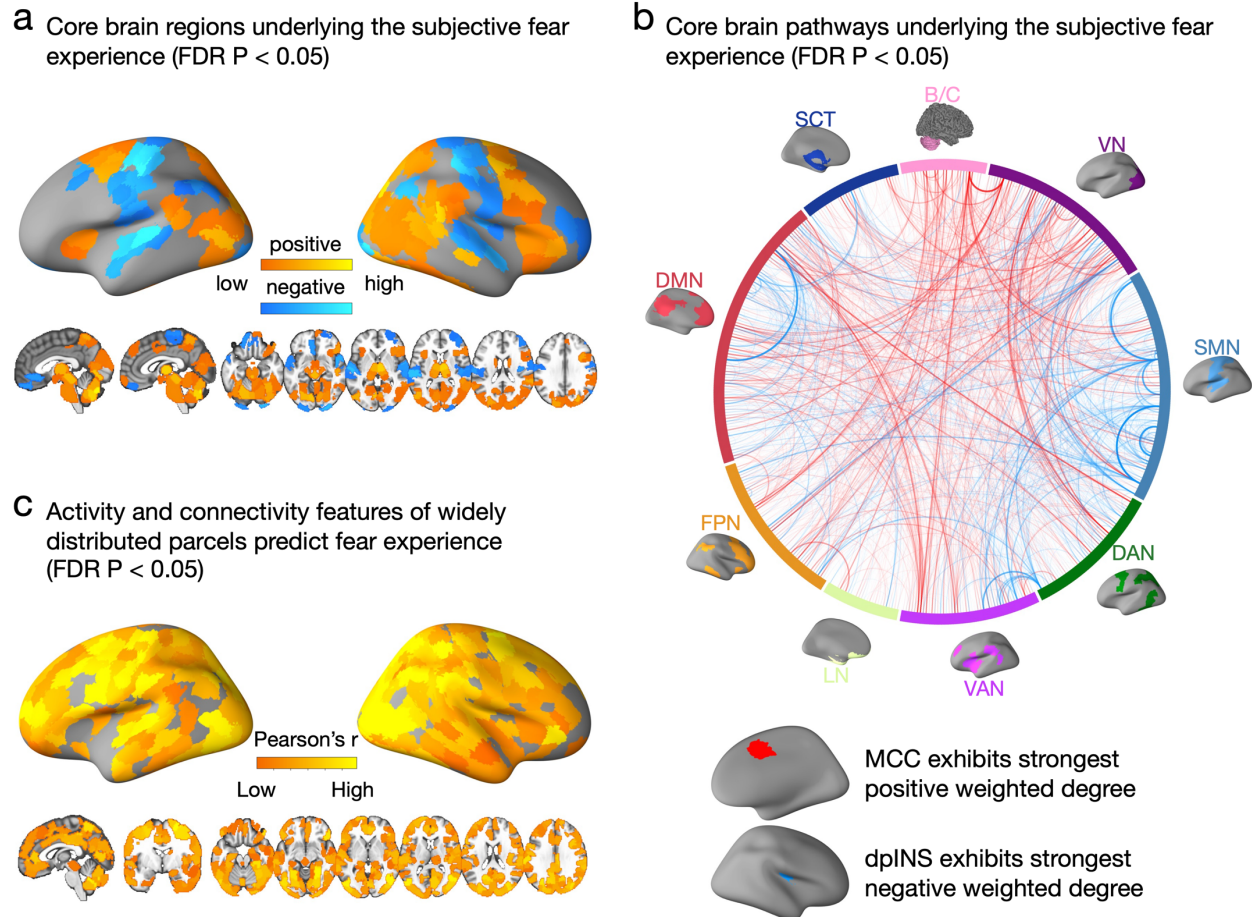 a Core brain regions underlying the subjective fear
experience (FDR P < 0.05)
positive
low
high
negative
b Core brain pathways underlying the subjective fear
experience (FDR P < 0.05)
B/C
SCT
VN
DMN
SMN
FPN
DAN
LN
VAN
MCC exhibits strongest
positive weighted degree
dpINS exhibits strongest
negative weighted degree
c Activity and connectivity features of widely
distributed parcels predict fear experience
(FDR P < 0.05)
Pearson's r
Low
High